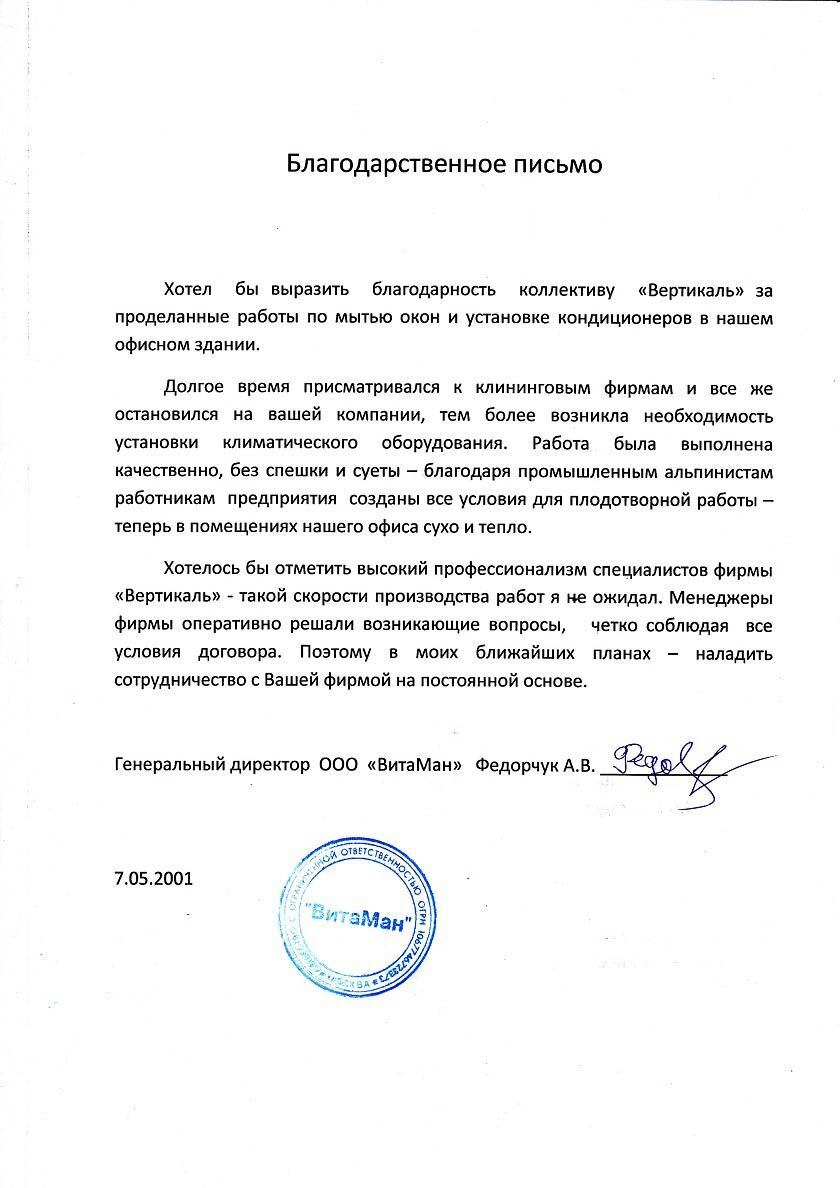 Благодарственное письмо
Хотел бы выразить благодарность коллективу «Вертикаль» за
проделанные работы по мытью окон и установке кондиционеров в нашем
офисном здании.
Долгое время присматривался к клининговым фирмам и все же
остановился на вашей компании, тем более возникла необходимость
установки климатического оборудования. Работа была выполнена
качественно, без спешки и суеты – благодаря промышленным альпинистам
работникам предприятия созданы все условия для плодотворной работы –
теперь в помещениях нашего офиса сухо и тепло.
Хотелось бы отметить высокий профессионализм специалистов фирмы
«Вертикаль» - такой скорости производства работ я не ожидал. Менеджеры
фирмы оперативно решали возникающие вопросы, четко соблюдая все
условия договора. Поэтому в моих ближайших планах – наладить
сотрудничество с Вашей фирмой на постоянной основе.
Генеральный директор ООО «ВитаМан» Федорчук А.В.
7.05.2001
ОБЩЕСТВО С ОГРАНИЧЕННОЙ ОТВЕТСТВЕННОСТЬЮ ОГРН
"ВитаМан"
МОСКВА